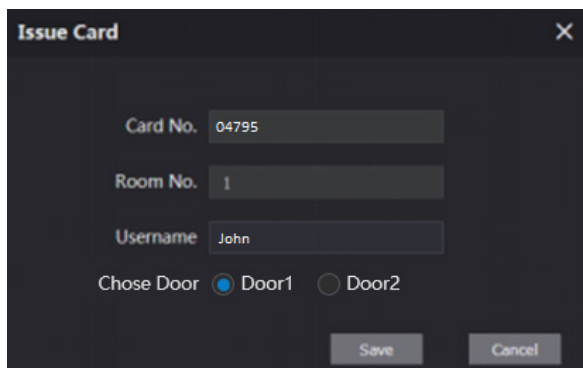 Issue Card
Card No. 04795
Room No. 1
Username John
Chose Door Door1 Door2
Save Cancel